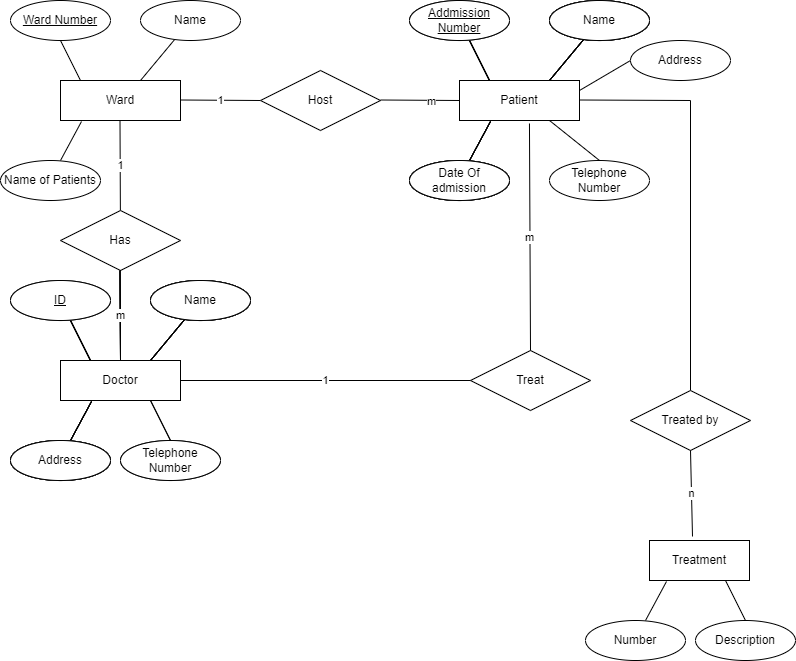 Ward Number
Name
Addmission
Number
Name
Address
Ward
1
Host
m
Patient
Name of Patients
1
Date Of
admission
Telephone
Number
Has
m
ID
m
Name
Doctor
1
Treat
Treated by
Address
Telephone
Number
n
Treatment
Number
Description